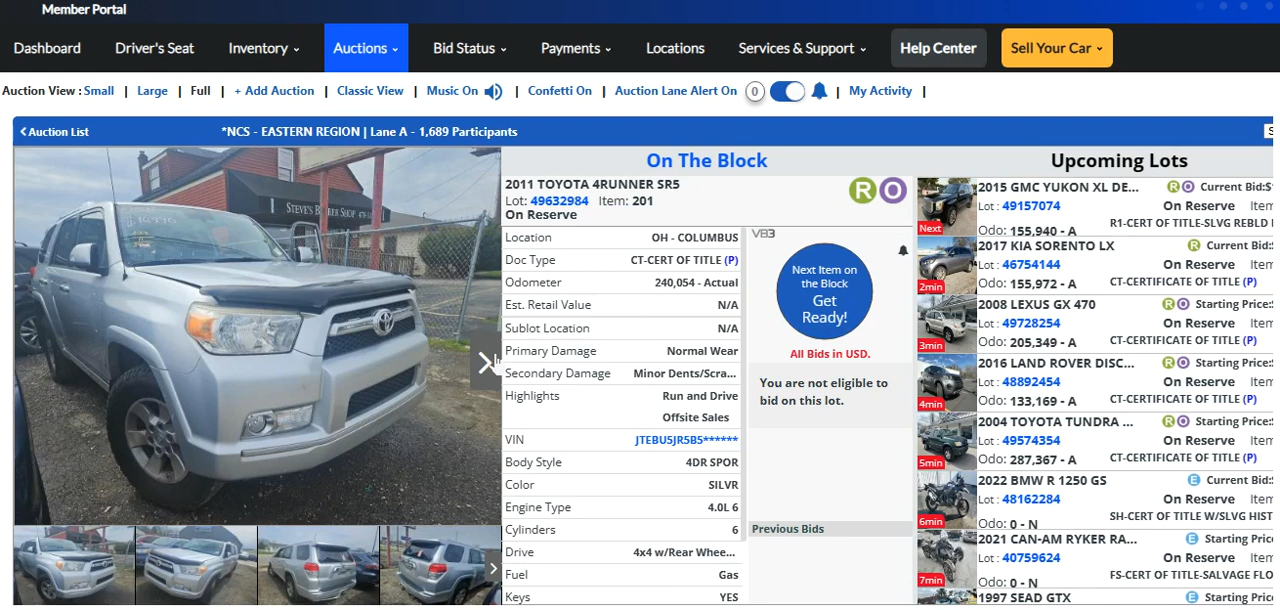 Member Portal
Dashboard Driver's Seat Inventory Auctions Bid Status Payments Locations Services & Support Help Center Sell Your Car
Auction View : Small | Large | Full | + Add Auction | Classic View | Music On | Confetti On | Auction Lane Alert On 0 | My Activity |
Auction List *NCS - EASTERN REGION | Lane A - 1,689 Participants
STEVE'S BARBER SHOP
On The Block
2011 TOYOTA 4RUNNER SR5
Lot: 49632984 Item: 201
On Reserve
R O
Location OH - COLUMBUS
Doc Type CT-CERT OF TITLE (P)
Odometer 240,054 - Actual
Est. Retail Value N/A
Sublot Location N/A
Primary Damage Normal Wear
Secondary Damage Minor Dents/Scra...
Highlights Run and Drive
Offsite Sales
VIN JTEBU5JR5B5******
Body Style 4DR SPOR
Color SILVR
Engine Type 4.0L 6
Cylinders 6
Drive 4x4 w/Rear Whee...
Fuel Gas
Keys YES
VB3
Next Item on
the Block
Get
Ready!
All Bids in USD.
You are not eligible to
bid on this lot.
Previous Bids
Upcoming Lots
2015 GMC YUKON XL DE... R O Current Bid:$
Lot : 49157074 On Reserve Item
R1-CERT OF TITLE-SLVG REBLD
Next Odo: 155,940 - A
2017 KIA SORENTO LX R Current Bid:
Lot : 46754144 On Reserve Item
2min Odo: 155,972 - A CT-CERTIFICATE OF TITLE (P)
2008 LEXUS GX 470 R O Starting Price:
Lot : 49728254 On Reserve Item
3min Odo: 205,349 - A CT-CERTIFICATE OF TITLE (P)
2016 LAND ROVER DISC... R O Starting Price:
Lot : 48892454 On Reserve Item
4min Odo: 133,169 - A CT-CERTIFICATE OF TITLE (P)
2004 TOYOTA TUNDRA ... R O Starting Price:
Lot : 49574354 On Reserve Item
5min Odo: 287,367 - A CT-CERTIFICATE OF TITLE (P)
2022 BMW R 1250 GS E Current Bid:
Lot : 48162284 On Reserve Item
SH-CERT OF TITLE W/SLVG HIST
6min Odo: 0 - N
2021 CAN-AM RYKER RA... E Starting Price
Lot : 40759624 On Reserve Item
FS-CERT OF TITLE-SALVAGE FLO
7min Odo: 0 - N
1997 SEAD GTX E Starting Price